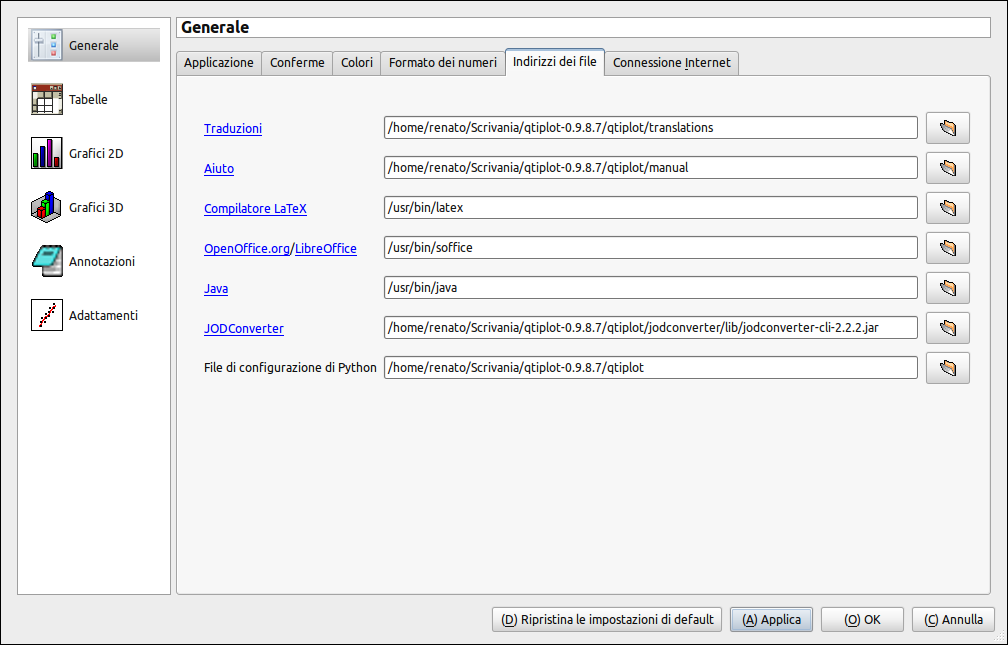 Generale
Tabelle
Grafici 2D
Grafici 3D
Annotazioni
Adattamenti
Generale
Applicazione Conferme Colori Formato dei numeri Indirizzi dei file Connessione Internet
Traduzioni /home/renato/Scrivania/qtiplot-0.9.8.7/qtiplot/translations
Aiuto /home/renato/Scrivania/qtiplot-0.9.8.7/qtiplot/manual
Compilatore LaTeX /usr/bin/latex
OpenOffice.org/LibreOffice /usr/bin/soffice
Java /usr/bin/java
JODConverter /home/renato/Scrivania/qtiplot-0.9.8.7/qtiplot/jodconverter/lib/jodconverter-cli-2.2.2.jar
File di configurazione di Python /home/renato/Scrivania/qtiplot-0.9.8.7/qtiplot
(D) Ripristina le impostazioni di default (A) Applica (O) OK (C) Annulla